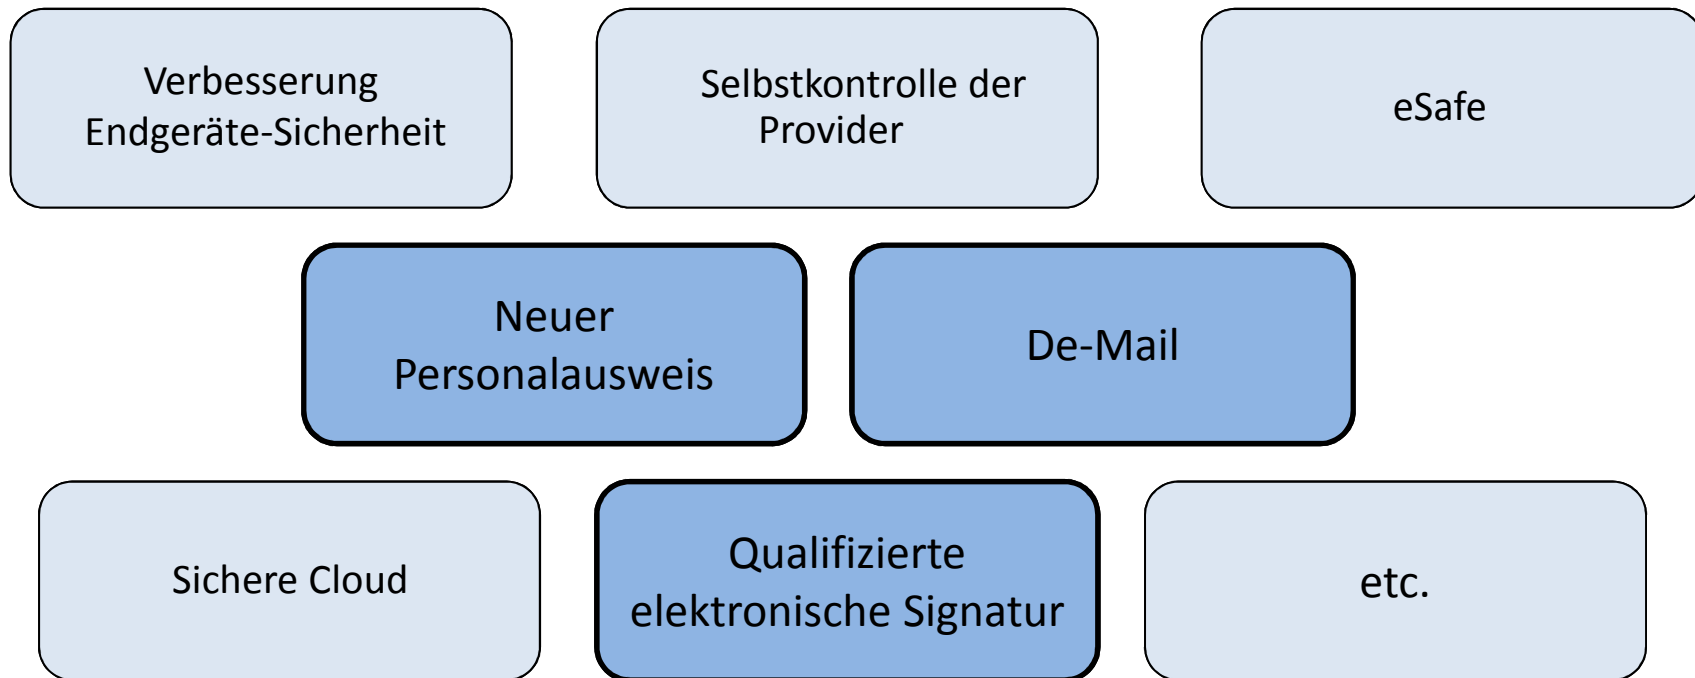 Verbesserung
Endgeräte-Sicherheit
Selbstkontrolle der
Provider
eSafe
Neuer
Personalausweis
De-Mail
Sichere Cloud
Qualifizierte
elektronische Signatur
etc.